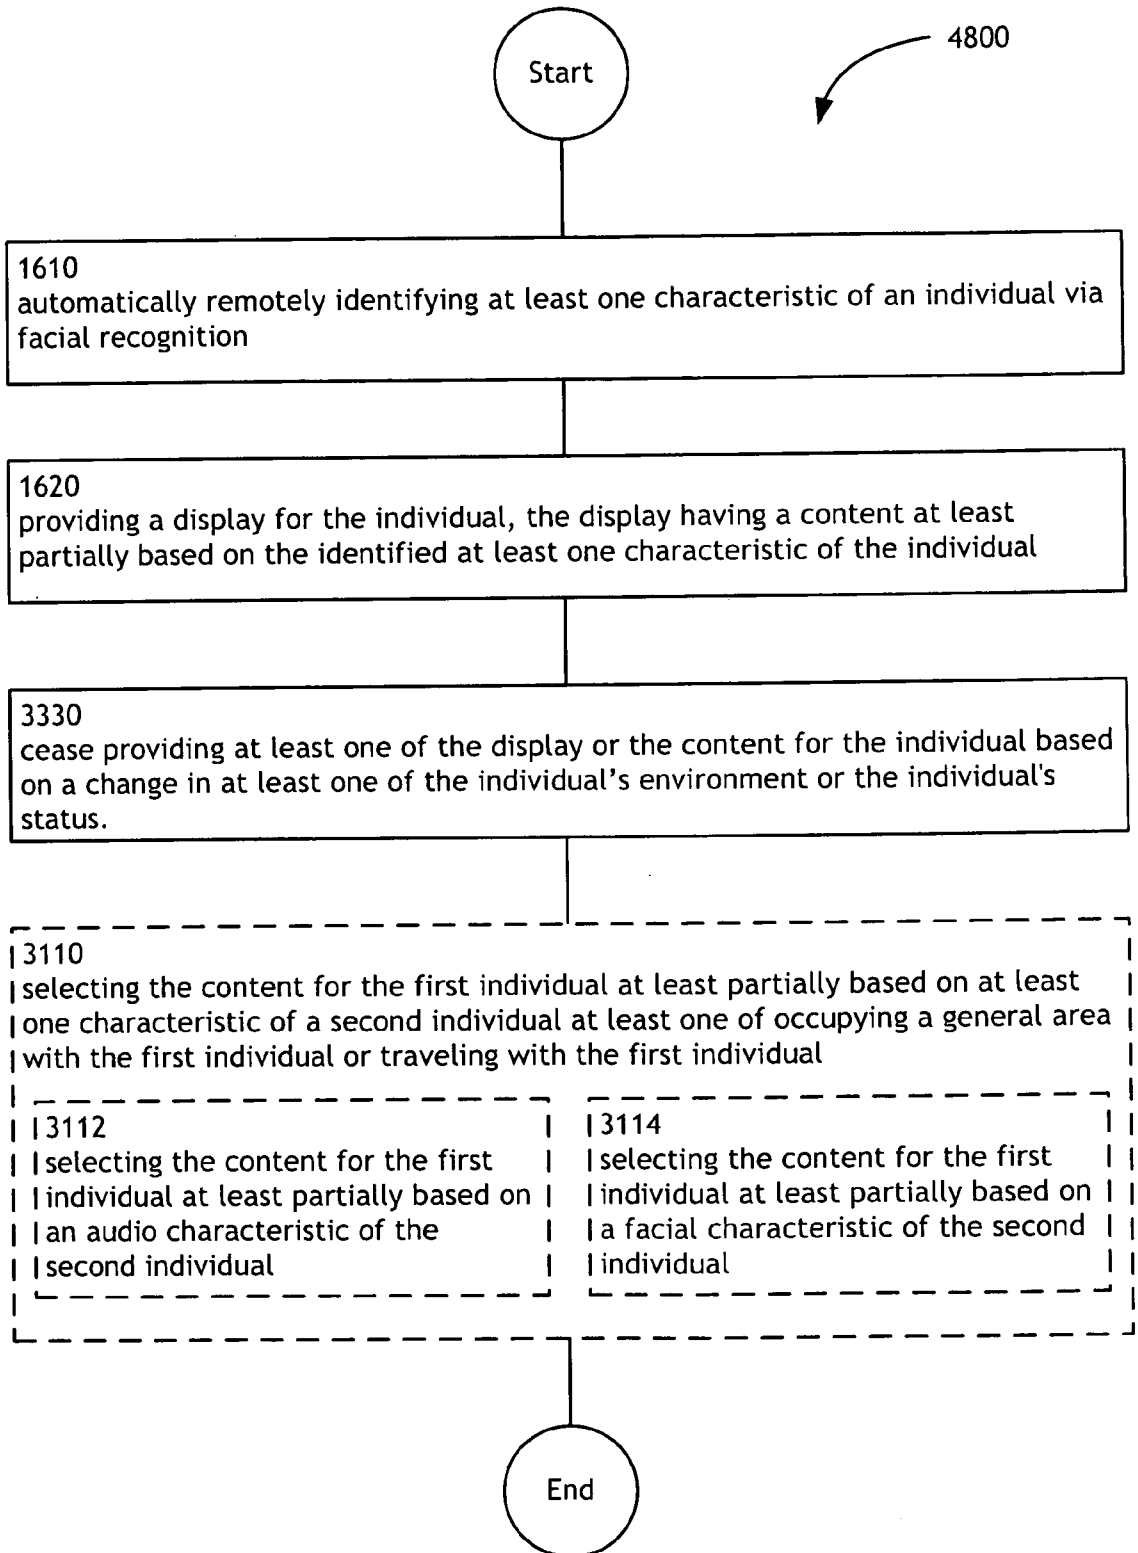 Start
4800
1610
automatically remotely identifying at least one characteristic of an individual via
facial recognition
1620
providing a display for the individual, the display having a content at least
partially based on the identified at least one characteristic of the individual
3330
cease providing at least one of the display or the content for the individual based
on a change in at least one of the individual’s environment or the individual's
status.
3110
selecting the content for the first individual at least partially based on at least
one characteristic of a second individual at least one of occupying a general area
with the first individual or traveling with the first individual
3112
selecting the content for the first
individual at least partially based on
an audio characteristic of the
second individual
3114
selecting the content for the first
individual at least partially based on
a facial characteristic of the second
individual
End